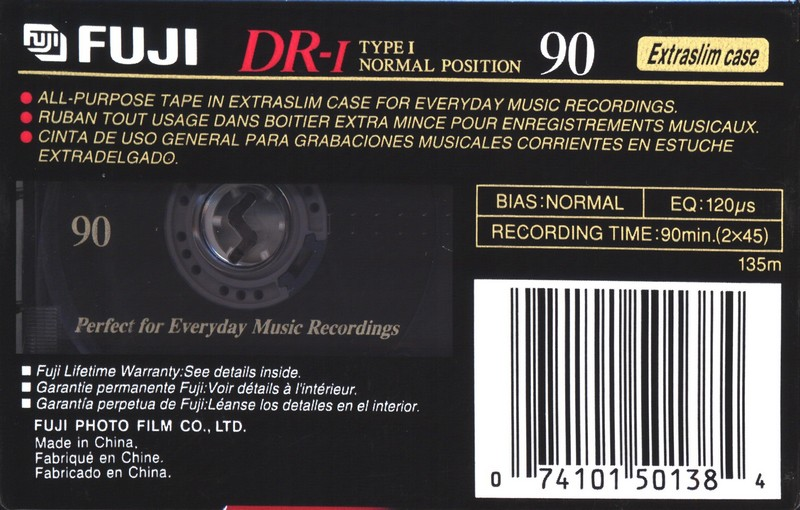 FUJI FUJI DR-I TYPE I NORMAL POSITION 90 Extraslim case
● ALL-PURPOSE TAPE IN EXTRASLIM CASE FOR EVERYDAY MUSIC RECORDINGS.
● RUBAN TOUT USAGE DANS BOITIER EXTRA MINCE POUR ENREGISTREMENTS MUSICAUX.
● CINTA DE USO GENERAL PARA GRABACIONES MUSICALES CORRIENTES EN ESTUCHE
EXTRADELGADO.
90
Perfect for Everyday Music Recordings
BIAS:NORMAL EQ:120µs
RECORDING TIME:90min.(2×45)
135m
■ Fuji Lifetime Warranty:See details inside.
■ Garantie permanente Fuji:Voir détails à l'intérieur.
■ Garantía perpetua de Fuji:Léanse los detalles en el interior.
FUJI PHOTO FILM CO., LTD.
Made in China.
Fabriqué en Chine.
Fabricado en China.
0 74101 50138 4